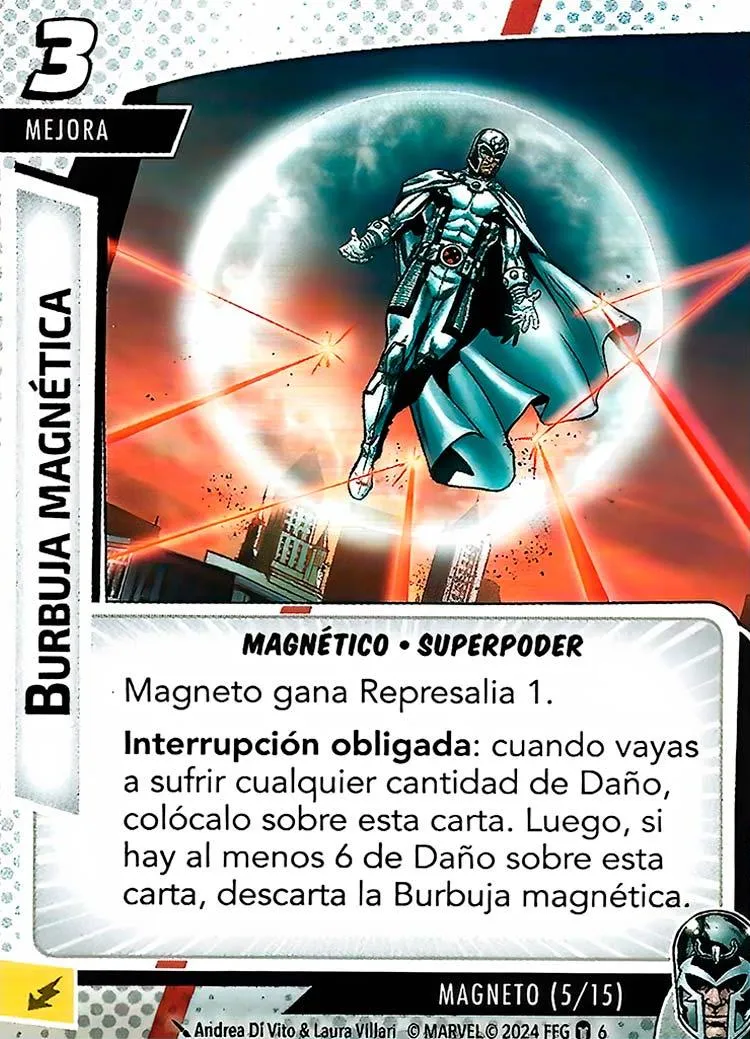 3
MEJORA
BURBUJA MAGNÉTICA
MAGNÉTICO • SUPERPODER
Magneto gana Represalia 1.
Interrupción obligada: cuando vayas
a sufrir cualquier cantidad de Daño,
colócalo sobre esta carta. Luego, si
hay al menos 6 de Daño sobre esta
carta, descarta la Burbuja magnética.
MAGNETO (5/15)
Andrea Di Vito & Laura Villari © MARVEL © 2024 FFG 6